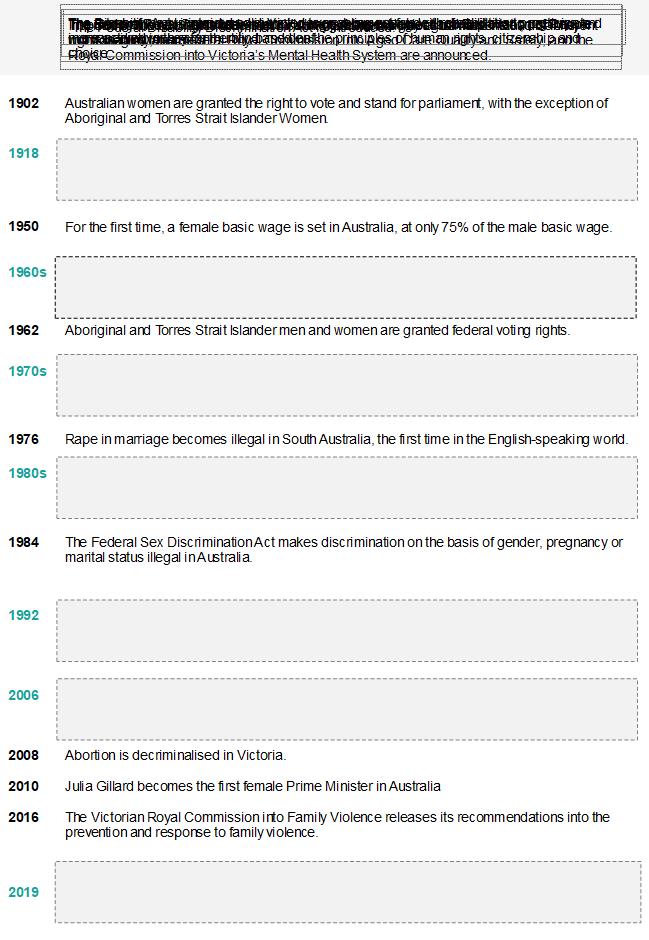 Royal Commission into Victoria's Mental Health System are announced.
1902 Australian women are granted the right to vote and stand for parliament, with the exception of
Aboriginal and Torres Strait Islander Women.
1918
1950 For the first time, a female basic wage is set in Australia, at only 75% of the male basic wage.
1960s
1962 Aboriginal and Torres Strait Islander men and women are granted federal voting rights.
1970s
1976 Rape in marriage becomes illegal in South Australia, the first time in the English-speaking world.
1980s
1984 The Federal Sex Discrimination Act makes discrimination on the basis of gender, pregnancy or
marital status illegal in Australia.
1992
2006
2008 Abortion is decriminalised in Victoria.
2010 Julia Gillard becomes the first female Prime Minister in Australia
2016 The Victorian Royal Commission into Family Violence releases its recommendations into the
prevention and response to family violence.
2019